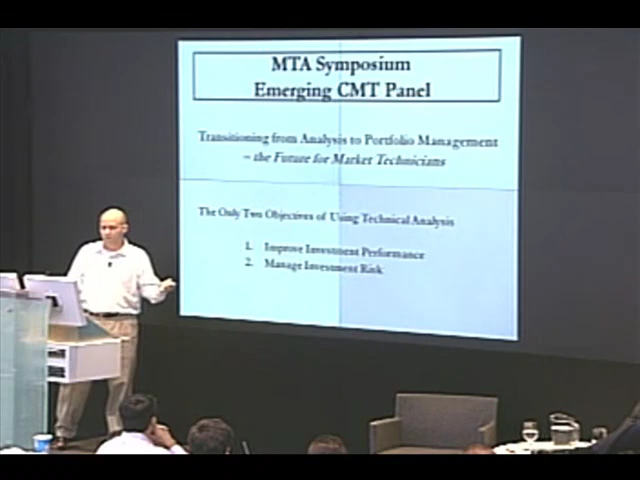 MTA Symposium
Emerging CMT Panel
Transitioning from Analysis to Portfolio Management
– the Future for Market Technicians
The Only Two Objectives of Using Technical Analysis
1. Improve Investment Performance
2. Manage Investment Risk